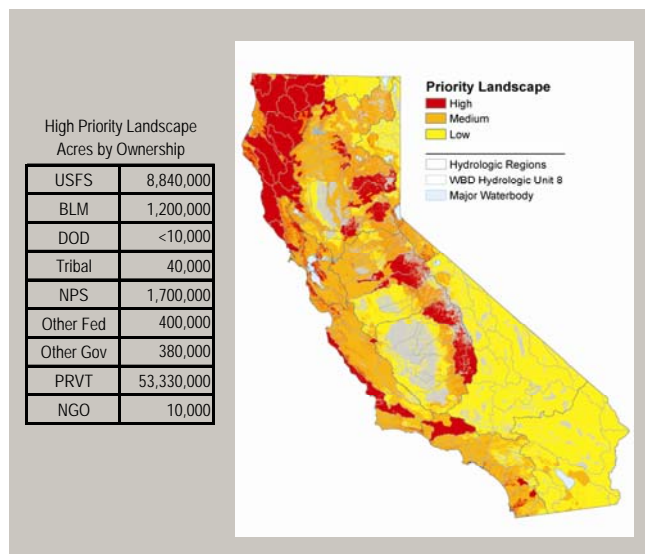 High Priority Landscape
Acres by Ownership
USFS 8,840,000
BLM 1,200,000
DOD <10,000
Tribal 40,000
NPS 1,700,000
Other Fed 400,000
Other Gov 380,000
PRVT 53,330,000
NGO 10,000
Priority Landscape
High
Medium
Low
Hydrologic Regions
WBD Hydrologic Unit 8
Major Waterbody